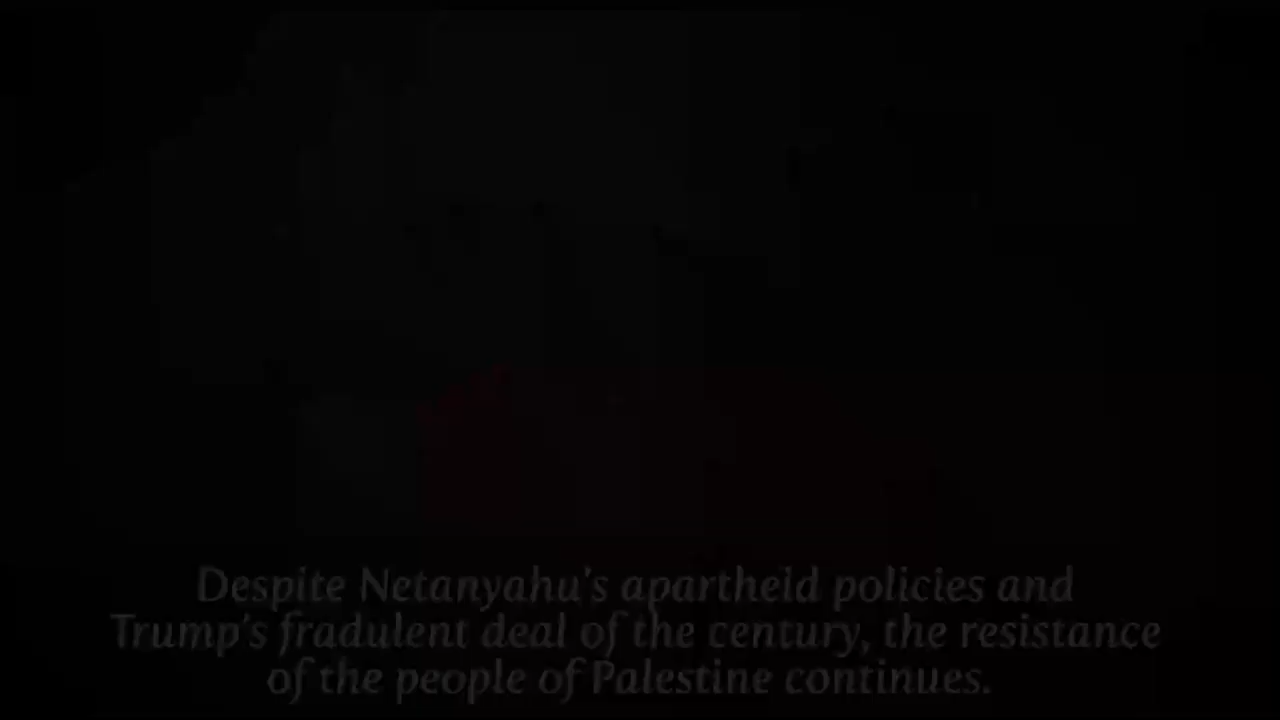 Despite Netanyahu's apartheid policies and
Trump's fradulent deal of the century, the resistance
of the people of Palestine continues.